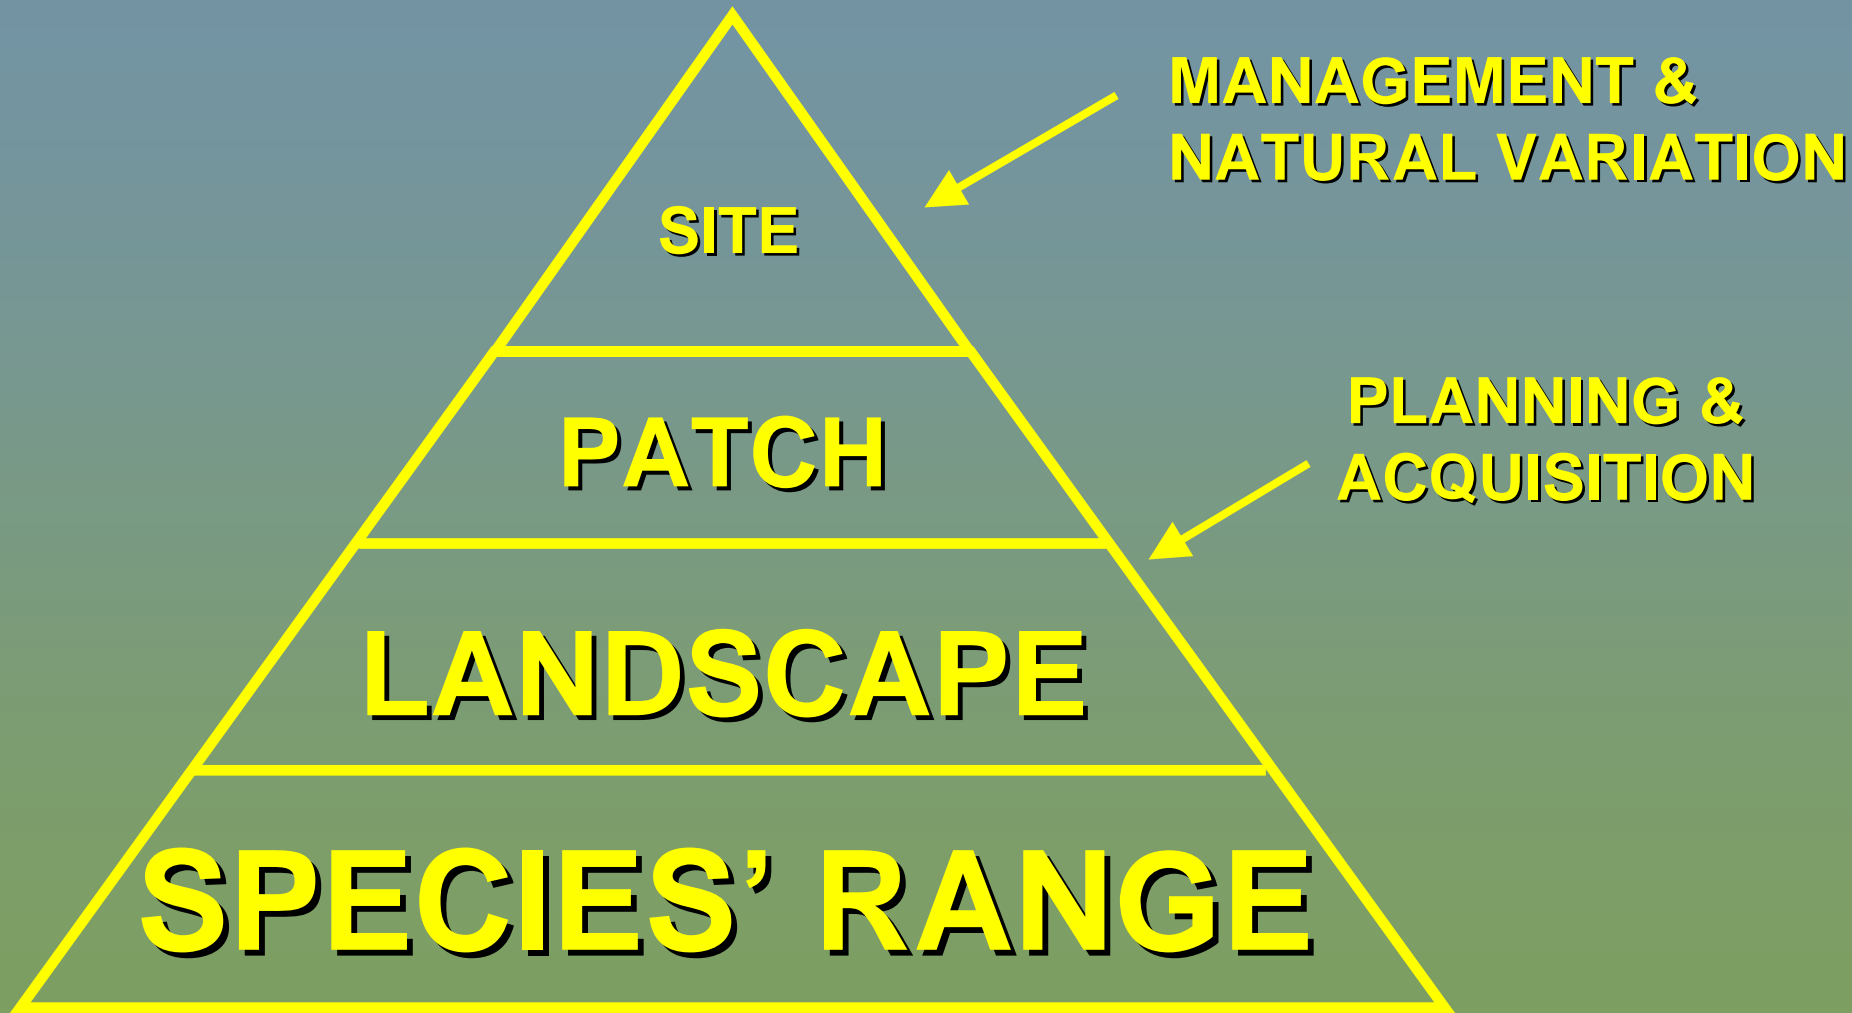 MANAGEMENT &
NATURAL VARIATION
SITE
PLANNING &
ACQUISITION
PATCH
LANDSCAPE
SPECIES’ RANGE